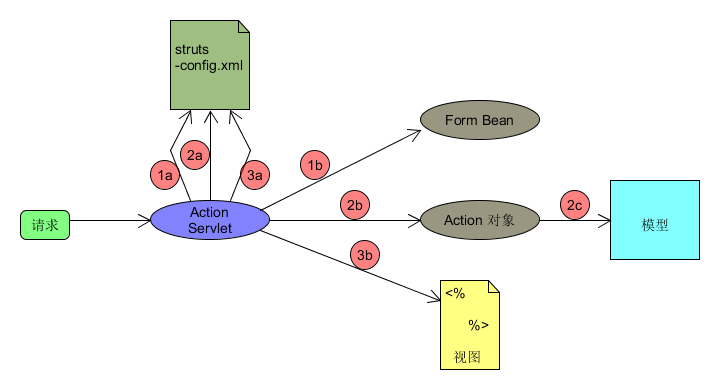 struts
-config.xml
Form Bean
2a
1a
3a
1b
2b
2c
请求
Action
Servlet
Action 对象
模型
3b
<%
%>
视图